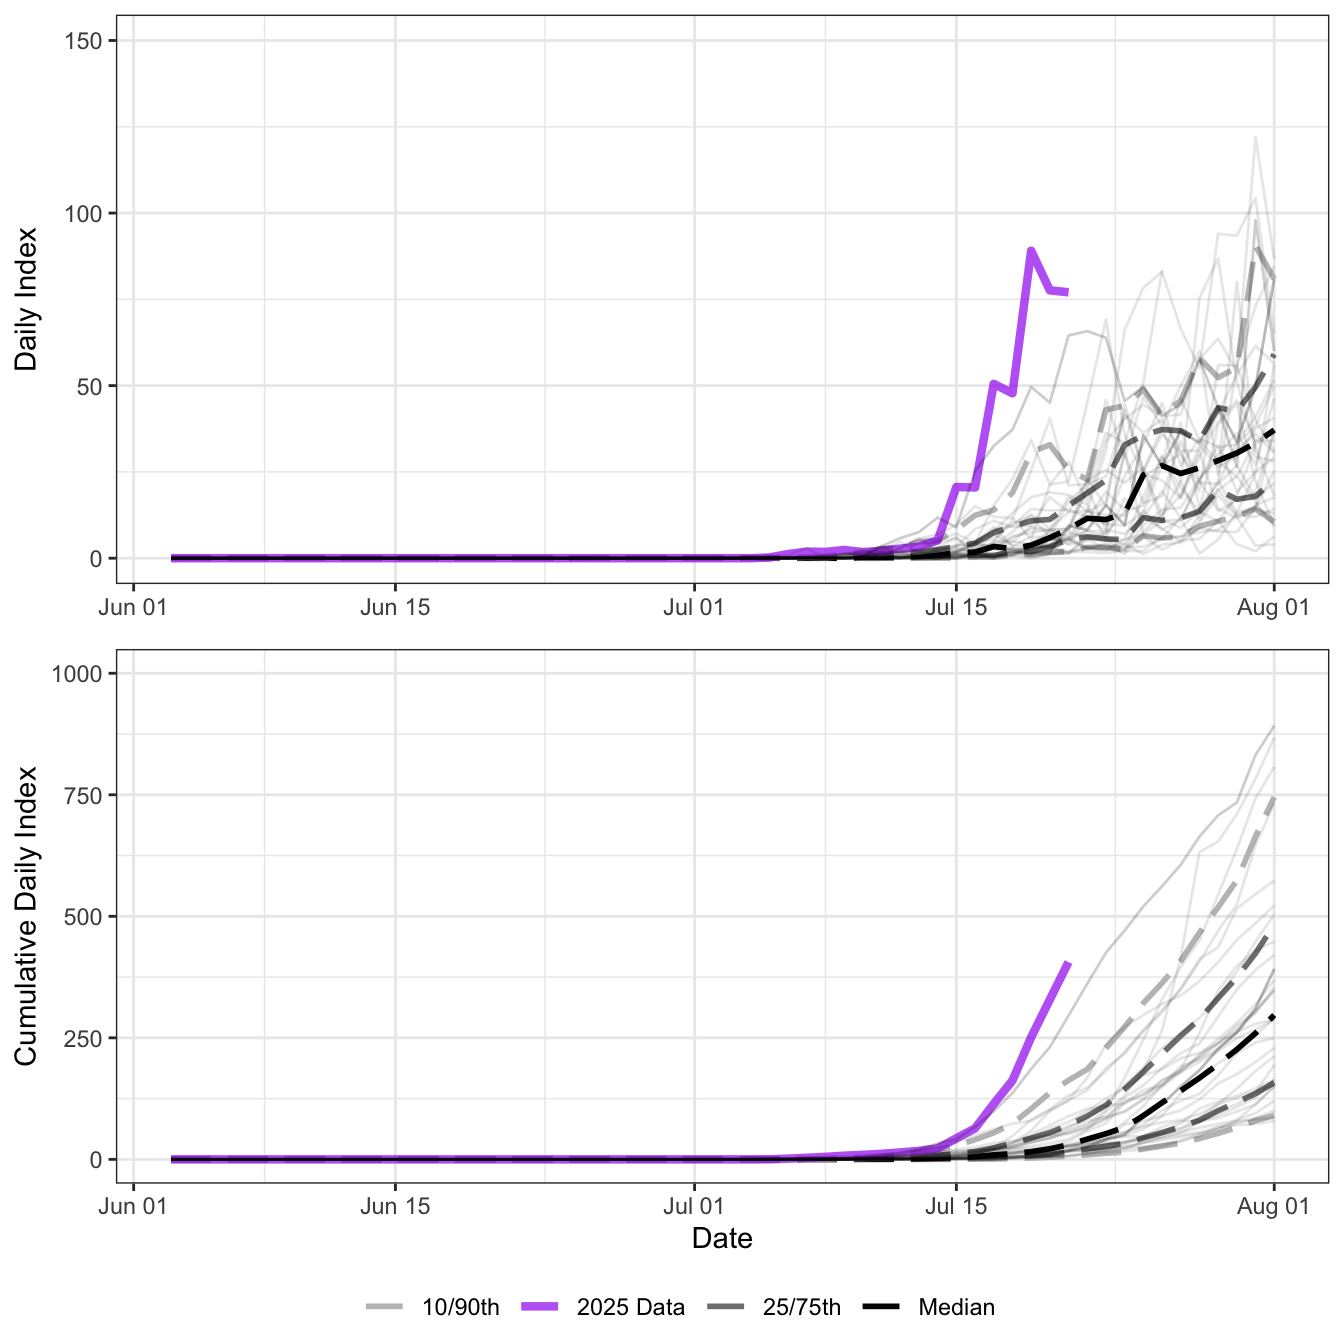 150
100
50
0
Daily Index
Jun 01 Jun 15 Jul 01 Jul 15 Aug 01
1000
750
500
250
0
Cumulative Daily Index
Jun 01 Jun 15 Jul 01 Jul 15 Aug 01
Date
10/90th 2025 Data 25/75th Median